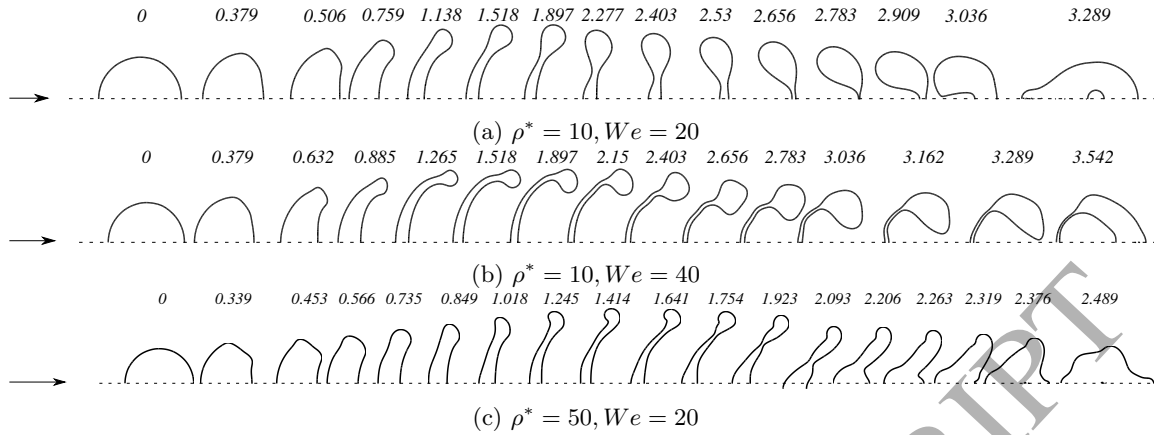 0 0.379 0.506 0.759 1.138 1.518 1.897 2.277 2.403 2.53 2.656 2.783 2.909 3.036 3.289
(a) ρ* = 10, We = 20
0 0.379 0.632 0.885 1.265 1.518 1.897 2.15 2.403 2.656 2.783 3.036 3.162 3.289 3.542
(b) ρ* = 10, We = 40
0 0.339 0.453 0.566 0.735 0.849 1.018 1.245 1.414 1.641 1.754 1.923 2.093 2.206 2.263 2.319 2.376 2.489
(c) ρ* = 50, We = 20
RIPT